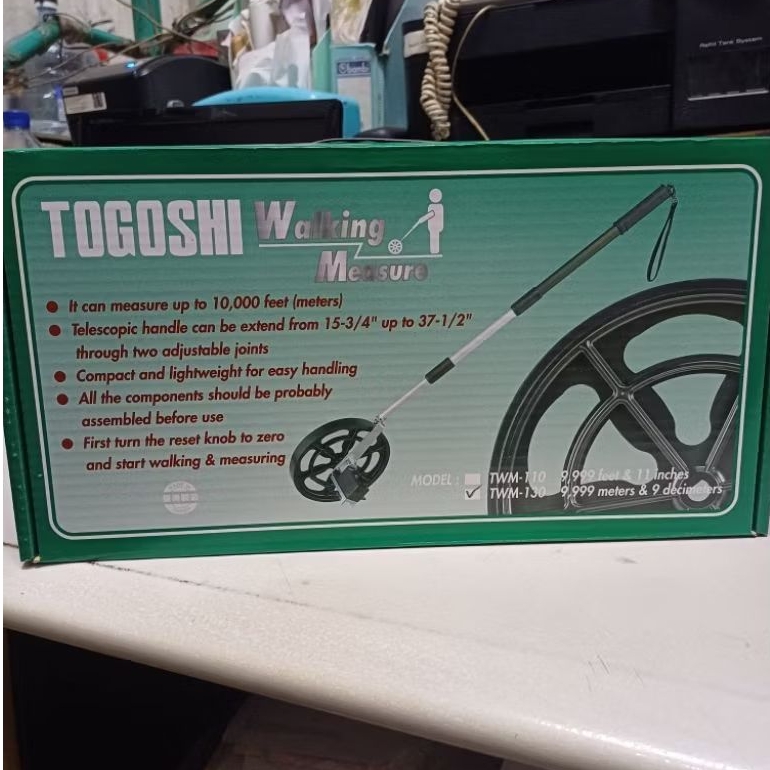 Refill Tank System
TOGOSHI Walking
Measure
It can measure up to 10,000 feet (meters)
Telescopic handle can be extend from 15-3/4" up to 37-1/2"
through two adjustable joints
Compact and lightweight for easy handling
All the components should be probably
assembled before use
First turn the reset knob to zero
and start walking & measuring
MODEL : TWM-110 9,999 feet & 11 inches
TWM-130 9,999 meters & 9 decimeters